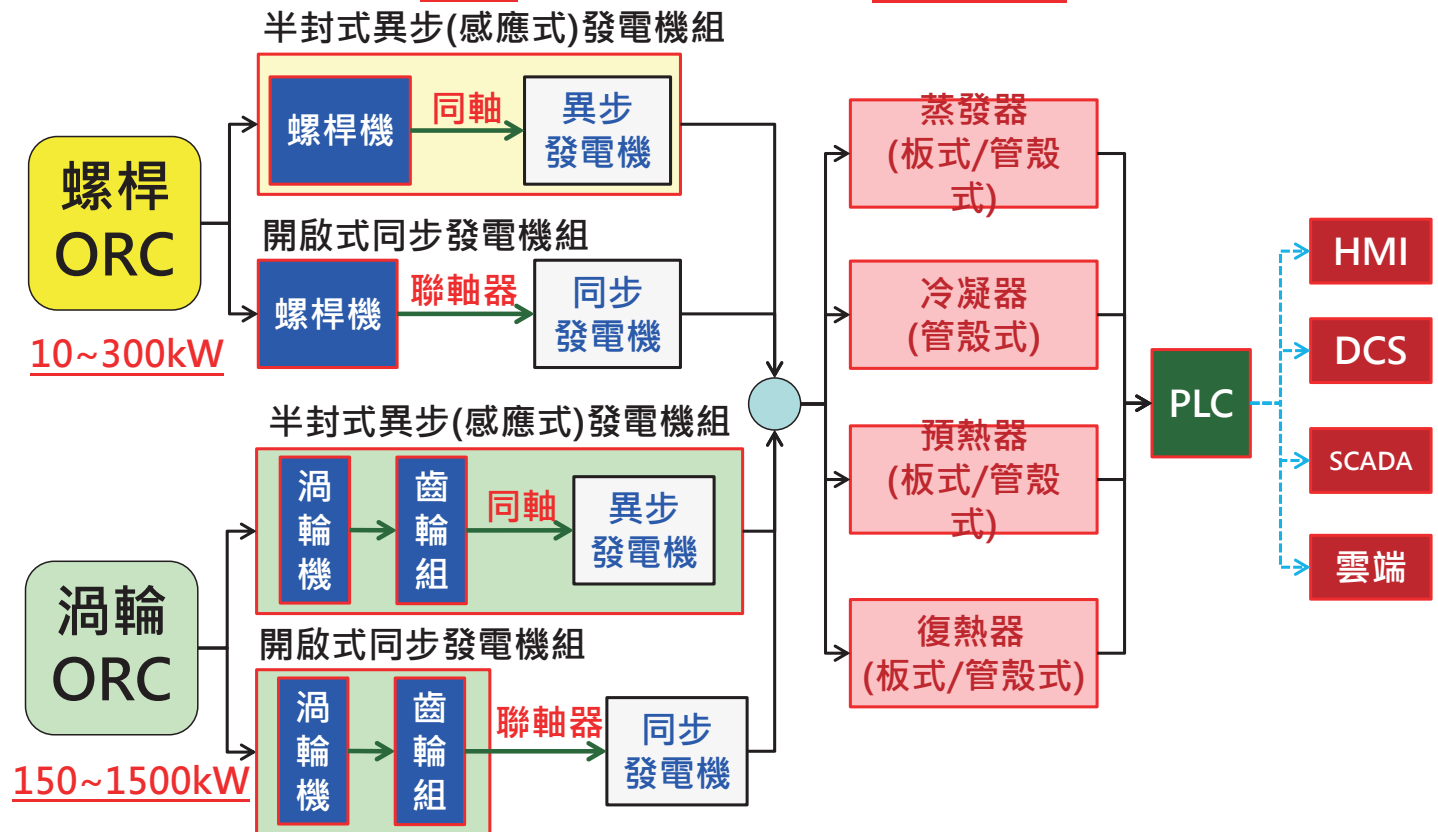 半封式異步(感應式)發電機組
螺桿機
同軸
異步
發電機
螺桿
ORC
10~300kW
開啟式同步發電機組
螺桿機
聯軸器
同步
發電機
半封式異步(感應式)發電機組
渦
輪
機
齒
輪
組
同軸
異步
發電機
渦輪
ORC
150~1500kW
開啟式同步發電機組
渦
輪
機
齒
輪
組
聯軸器
同步
發電機
蒸發器
(板式/管殼
式)
冷凝器
(管殼式)
預熱器
(板式/管殼
式)
復熱器
(板式/管殼式)
PLC
HMI
DCS
SCADA
雲端